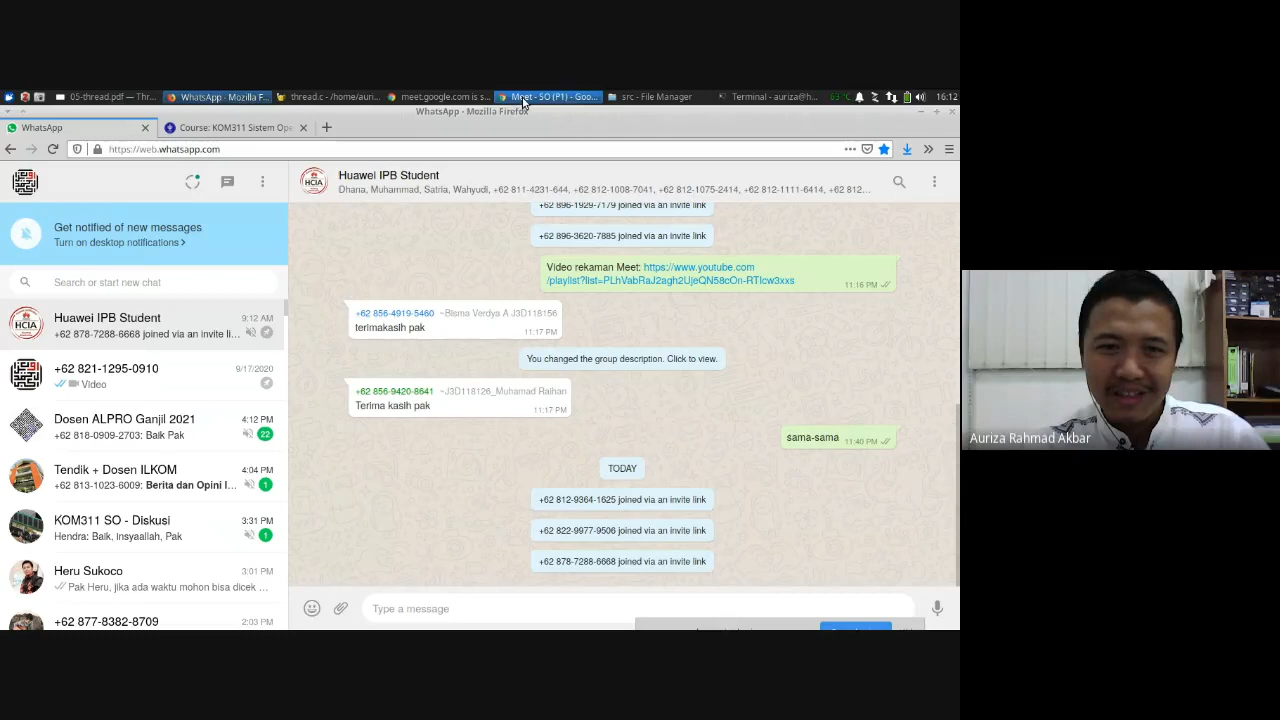 05-thread.pdf — Thr...
WhatsApp - Mozilla F...
thread.c - /home/auri...
meet.google.com is s...
Meet - SO (P1) - Goo...
src - File Manager
Terminal - auriza@h...
63°C
16:12
WhatsApp - Mozilla Firefox
WhatsApp
Course: KOM311 Sistem Ope
https://web.whatsapp.com
Get notified of new messages
Turn on desktop notifications
Search or start new chat
Huawei IPB Student
9:12 AM
+62 878-7288-6668 joined via an invite li...
+62 821-1295-0910
9/17/2020
Video
Dosen ALPRO Ganjil 2021
4:12 PM
+62 818-0909-2703: Baik Pak
22
Tendik + Dosen ILKOM
4:04 PM
+62 813-1023-6009: Berita dan Opini I...
1
KOM311 SO - Diskusi
3:31 PM
Hendra: Baik, insyaallah, Pak
1
Heru Sukoco
3:01 PM
Pak Heru, jika ada waktu mohon bisa dicek ...
+62 877-8382-8709
2:03 PM
HCIA
Huawei IPB Student
Dhana, Muhammad, Satria, Wahyudi, +62 811-4231-644, +62 812-1008-7041, +62 812-1075-2414, +62 812-1111-6414, +62 812...
+62 896-1929-7179 joined via an invite link
+62 896-3620-7885 joined via an invite link
Video rekaman Meet: https://www.youtube.com
/playlist?list=PLhVabRaJ2agh2UjeQN58cOn-RTIcw3xxs
11:16 PM
+62 856-4919-5460 ~Bisma Verdya A J3D118156
terimakasih pak
11:17 PM
You changed the group description. Click to view.
+62 856-9420-8641 ~J3D118126_Muhamad Raihan
Terima kasih pak
11:17 PM
sama-sama
11:40 PM
TODAY
+62 812-9364-1625 joined via an invite link
+62 822-9977-9506 joined via an invite link
+62 878-7288-6668 joined via an invite link
Type a message
Auriza Rahmad Akbar